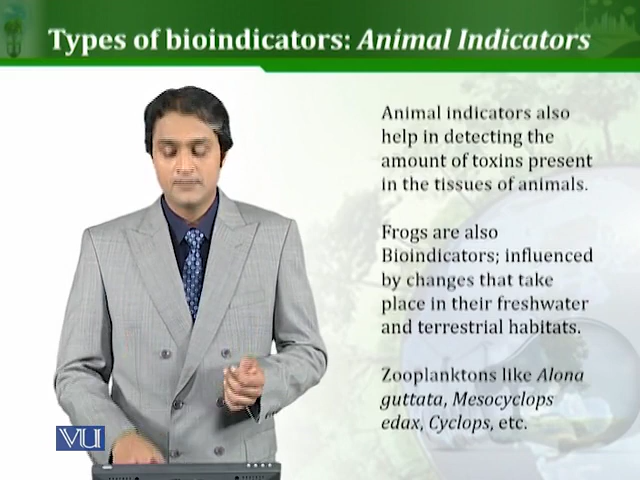 Types of bioindicators: Animal Indicators
Animal indicators also
help in detecting the
amount of toxins present
in the tissues of animals.
Frogs are also
Bioindicators; influenced
by changes that take
place in their freshwater
and terrestrial habitats.
Zooplanktons like Alona
guttata, Mesocyclops
edax, Cyclops, etc.
VU